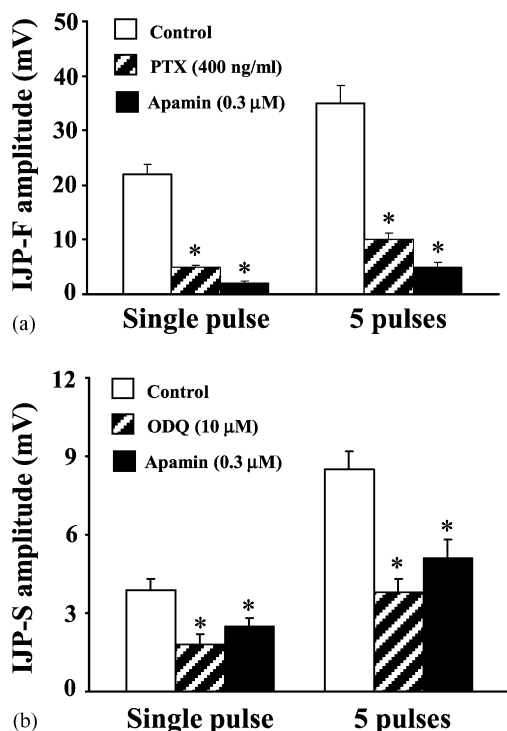 50
40
30
20
10
0
IJP-F amplitude (mV)
Control
PTX (400 ng/ml)
Apamin (0.3 μM)
*
*
*
*
Single pulse
5 pulses
(a)
12
9
6
3
0
IJP-S amplitude (mV)
Control
ODQ (10 μM)
Apamin (0.3 μM)
*
*
*
*
Single pulse
5 pulses
(b)